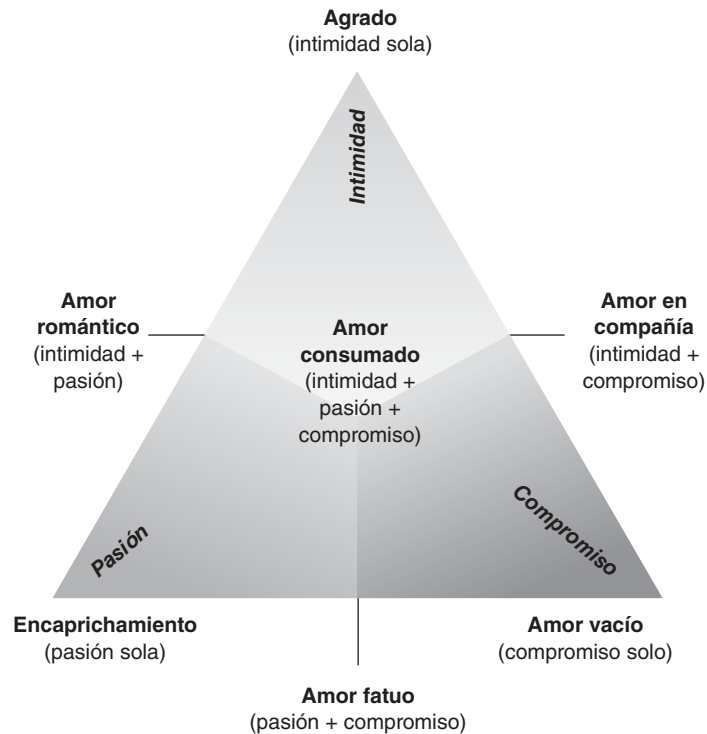 Agrado
(intimidad sola)
Intimidad
Amor
romántico
(intimidad +
pasión)
Amor
consumado
(intimidad +
pasión +
compromiso)
Amor en
compañía
(intimidad +
compromiso)
Pasión
Compromiso
Encaprichamiento
(pasión sola)
Amor vacío
(compromiso solo)
Amor fatuo
(pasión + compromiso)